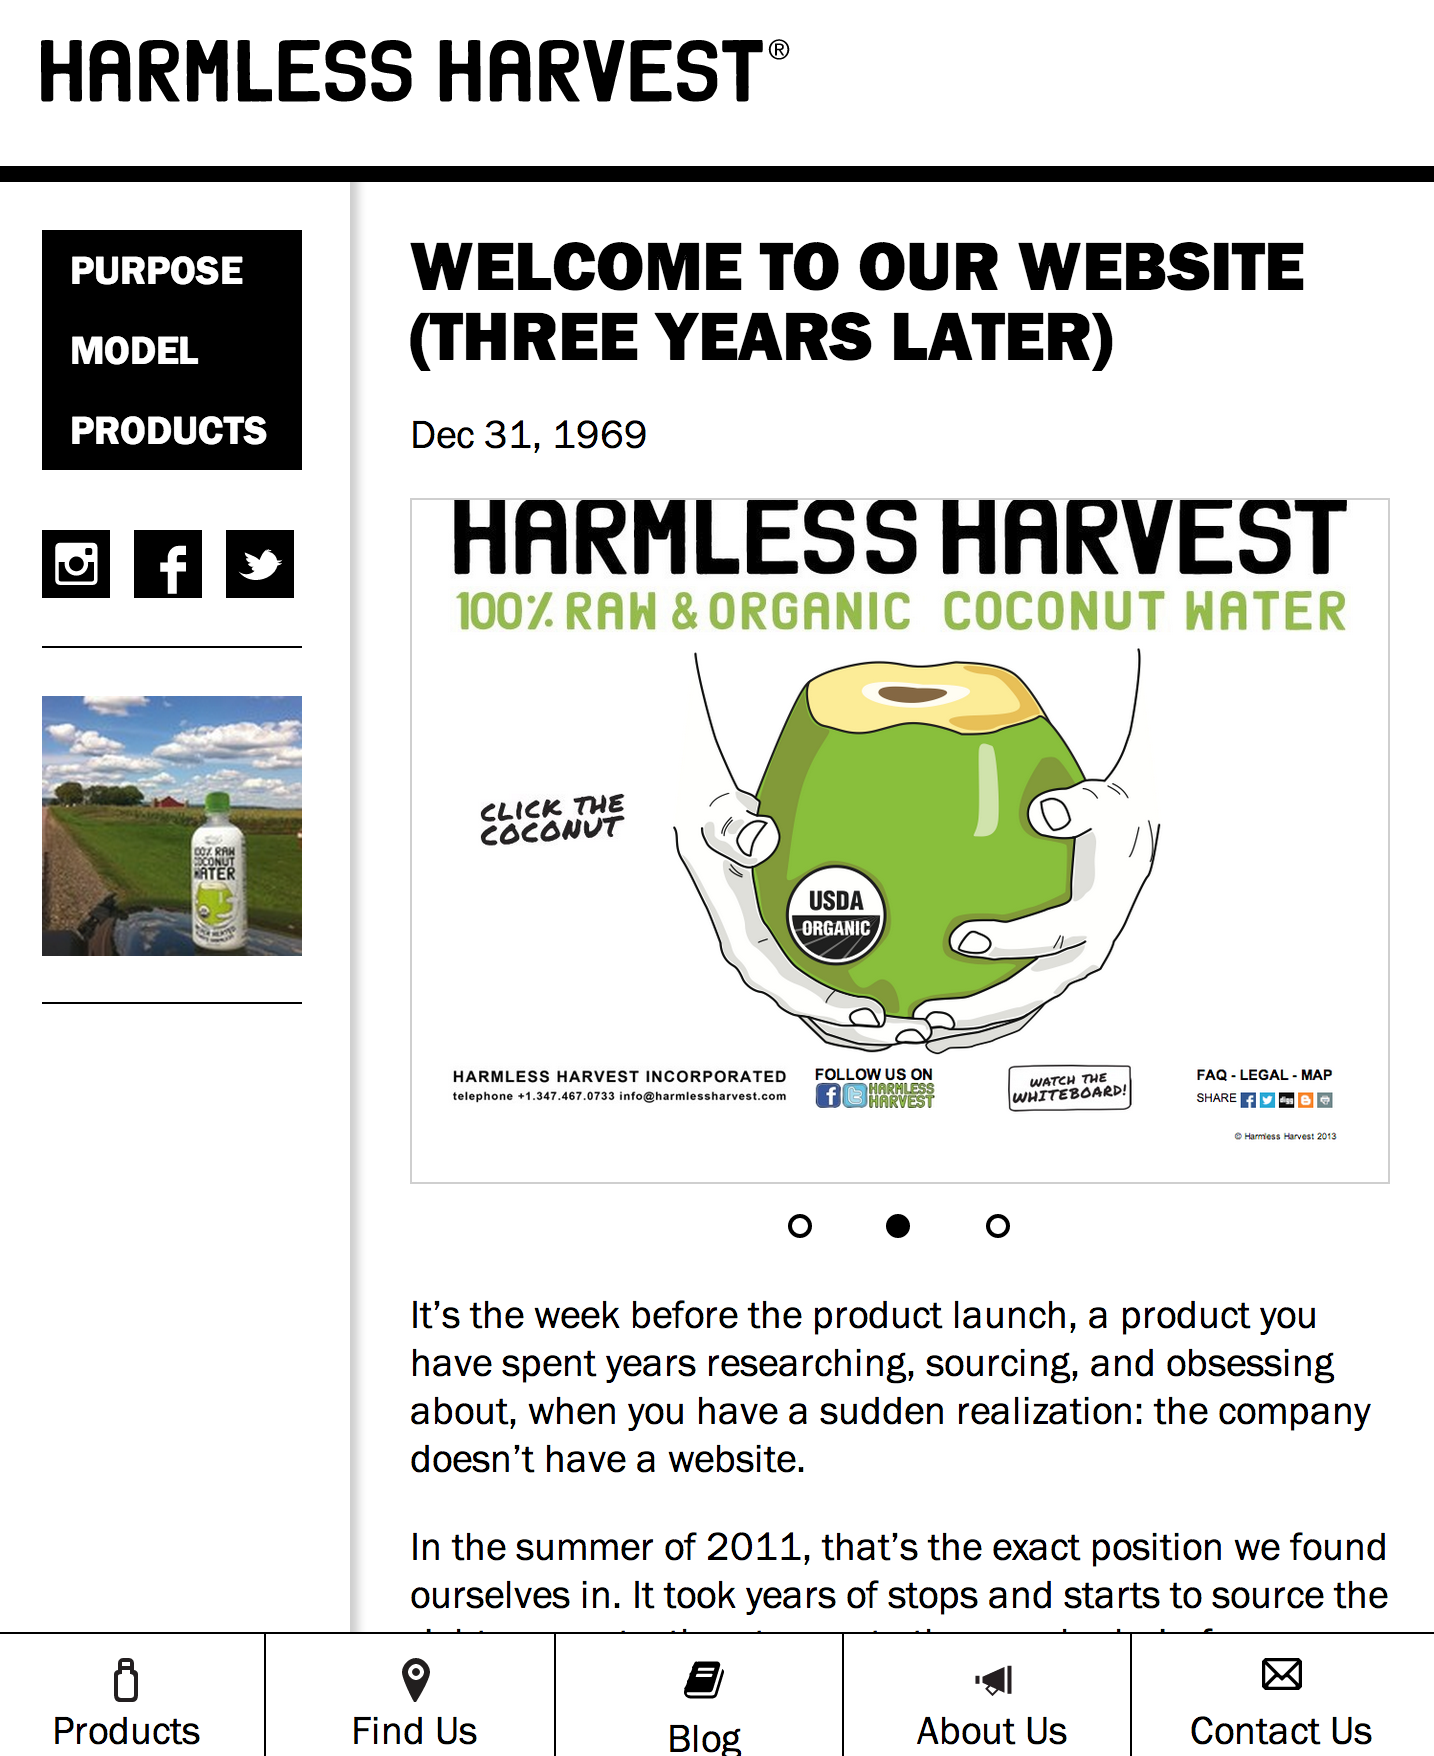 HARMLESS HARVEST®
PURPOSE
MODEL
PRODUCTS
100% RAW
COCONUT
WATER
WELCOME TO OUR WEBSITE
(THREE YEARS LATER)
Dec 31, 1969
HARMLESS HARVEST
100% RAW & ORGANIC COCONUT WATER
CLICK THE
COCONUT
USDA
ORGANIC
HARMLESS HARVEST INCORPORATED
telephone +1.347.467.0733 info@harmlessharvest.com
FOLLOW US ON
HARMLESS
HARVEST
WATCH THE
WHITEBOARD!
FAQ - LEGAL - MAP
SHARE
digg
© Harmless Harvest 2013
It’s the week before the product launch, a product you
have spent years researching, sourcing, and obsessing
about, when you have a sudden realization: the company
doesn’t have a website.
In the summer of 2011, that’s the exact position we found
ourselves in. It took years of stops and starts to source the
Products
Find Us
Blog
About Us
Contact Us